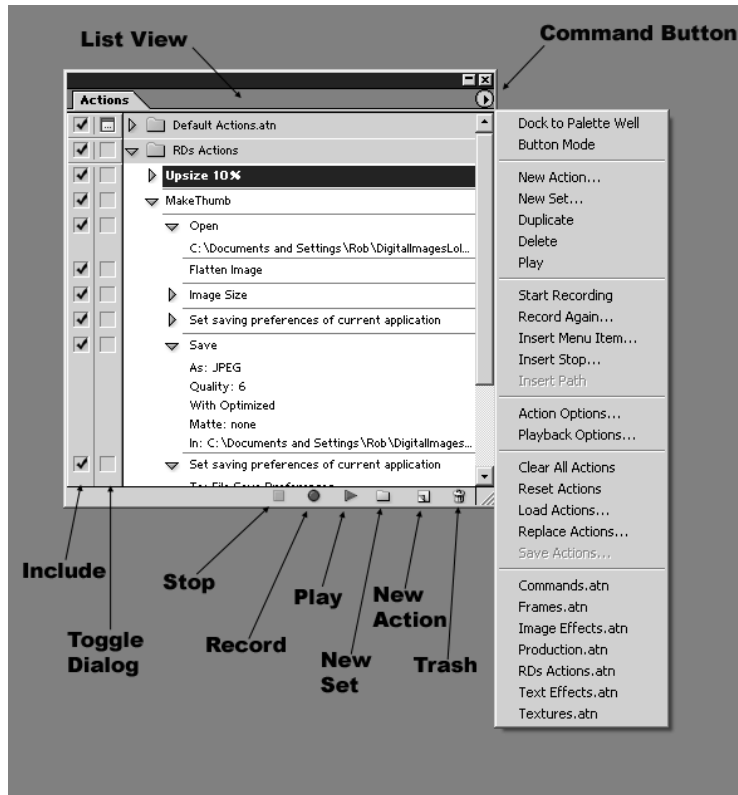 List View
Command Button
Actions
Default Actions.atn
RDs Actions
Upsize 10%
MakeThumb
Open
C:\Documents and Settings\Rob\DigitalImagesLol...
Flatten Image
Image Size
Set saving preferences of current application
Save
As: JPEG
Quality: 6
With Optimized
Matte: none
In: C:\Documents and Settings\Rob\DigitalImages...
Set saving preferences of current application
To: File Save Preferences
Dock to Palette Well
Button Mode
New Action...
New Set...
Duplicate
Delete
Play
Start Recording
Record Again...
Insert Menu Item...
Insert Stop...
Insert Path
Action Options...
Playback Options...
Clear All Actions
Reset Actions
Load Actions...
Replace Actions...
Save Actions...
Commands.atn
Frames.atn
Image Effects.atn
Production.atn
RDs Actions.atn
Text Effects.atn
Textures.atn
Include
Toggle
Dialog
Stop
Record
Play
New
Set
New
Action
Trash